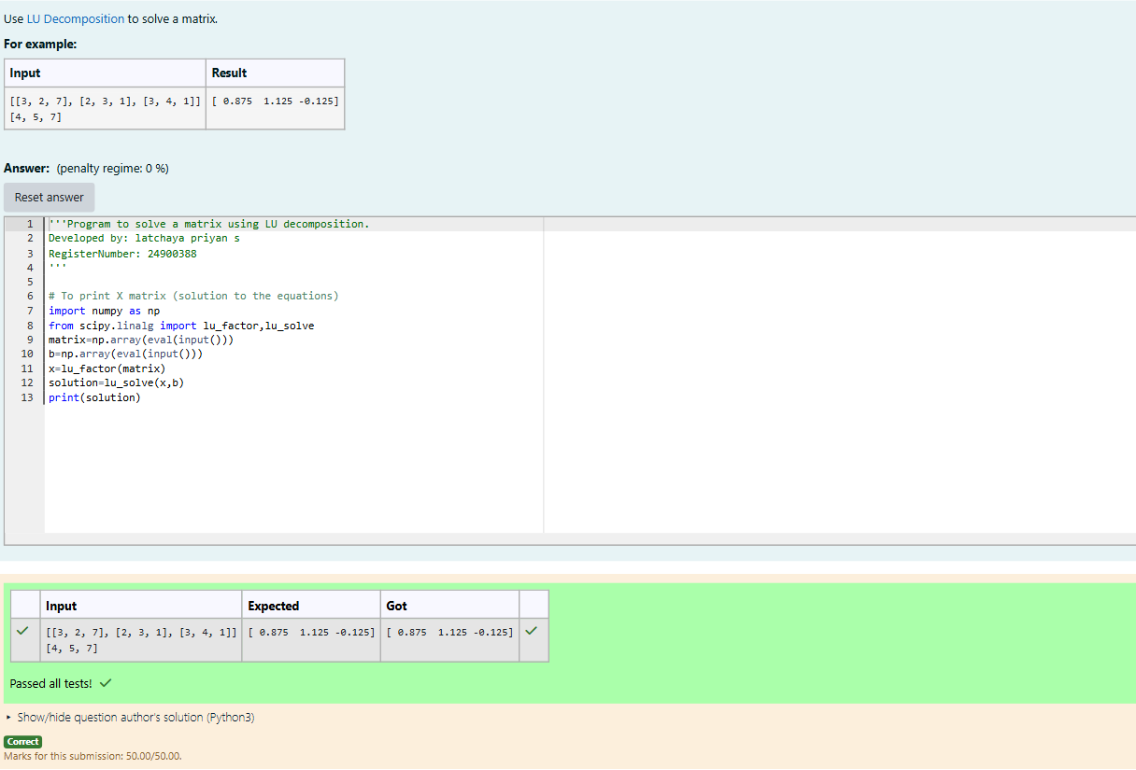 Use LU Decomposition to solve a matrix.
For example:
Input Result
[[3, 2, 7], [2, 3, 1], [3, 4, 1]] [ 0.875  1.125 -0.125]
[4, 5, 7]
Answer: (penalty regime: 0 %)
Reset answer
1 '''Program to solve a matrix using LU decomposition.
2 Developed by: latchaya priyan s
3 RegisterNumber: 24900388
4 '''
5
6 # To print X matrix (solution to the equations)
7 import numpy as np
8 from scipy.linalg import lu_factor,lu_solve
9 matrix=np.array(eval(input()))
10 b=np.array(eval(input()))
11 x=lu_factor(matrix)
12 solution=lu_solve(x,b)
13 print(solution)
Input Expected Got
[[3, 2, 7], [2, 3, 1], [3, 4, 1]] [ 0.875  1.125 -0.125] [ 0.875  1.125 -0.125]
[4, 5, 7]
Passed all tests!
Show/hide question author's solution (Python3)
Correct
Marks for this submission: 50.00/50.00.